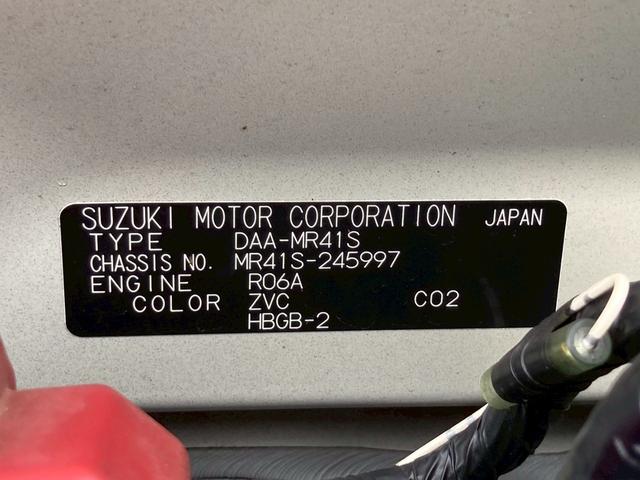 SUZUKI MOTOR CORPORATION JAPAN
TYPE DAA-MR41S
CHASSIS NO. MR41S-245997
ENGINE R06A
COLOR ZVC C02
HBGB-2